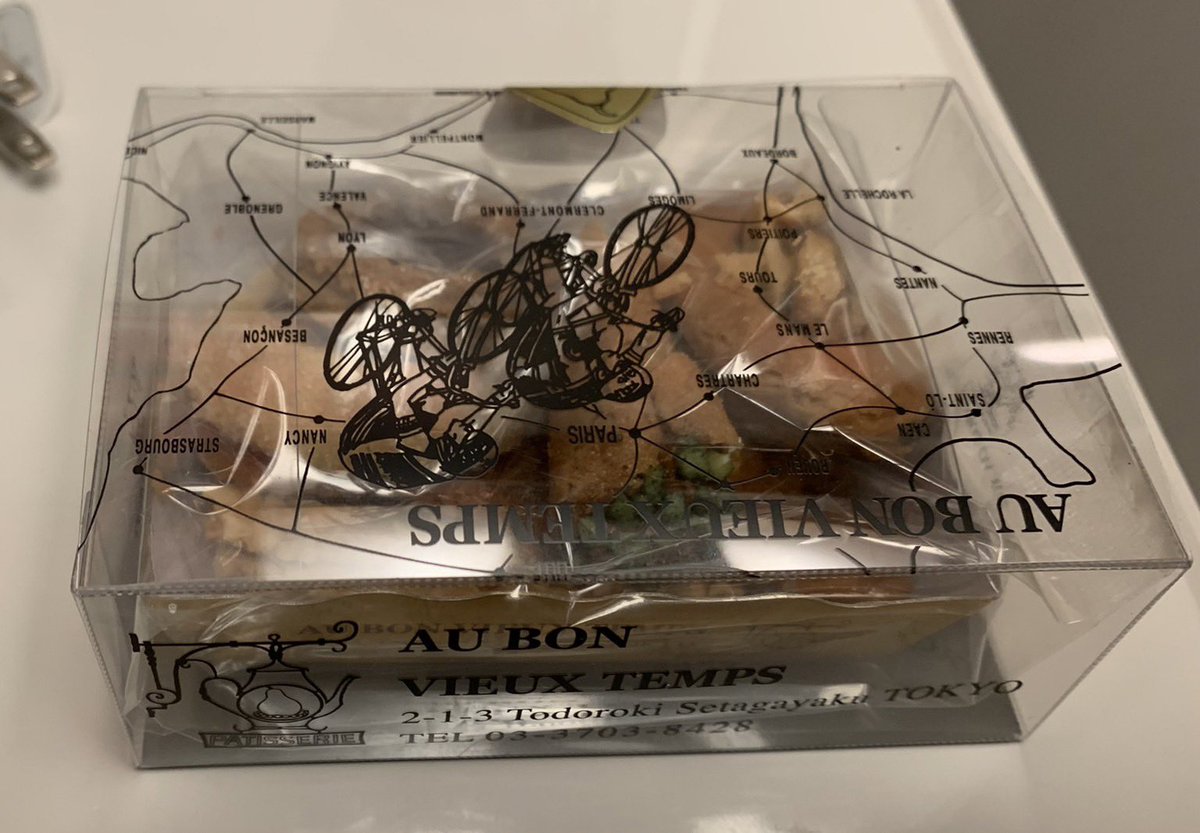 NICE
MARSEILLE
MONTPELLIER
AVIGNON
VALENCE
GRENOBLE
LYON
CLERMONT-FERRAND
LIMOGES
BORDEAUX
LA ROCHELLE
POITIERS
TOURS
NANTES
RENNES
LE MANS
BESANÇON
CHARTRES
SAINT-LÔ
CAEN
PARIS
NANCY
STRASBOURG
ROUEN
AU BON VIEUX TEMPS
AU BON
VIEUX TEMPS
2-1-3 Todoroki Setagayaku TOKYO
TEL 03-3703-8428
PATISSERIE